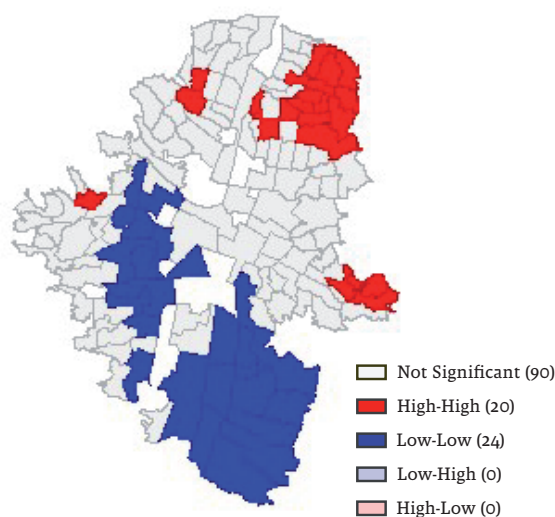 Not Significant (90)
High-High (20)
Low-Low (24)
Low-High (0)
High-Low (0)